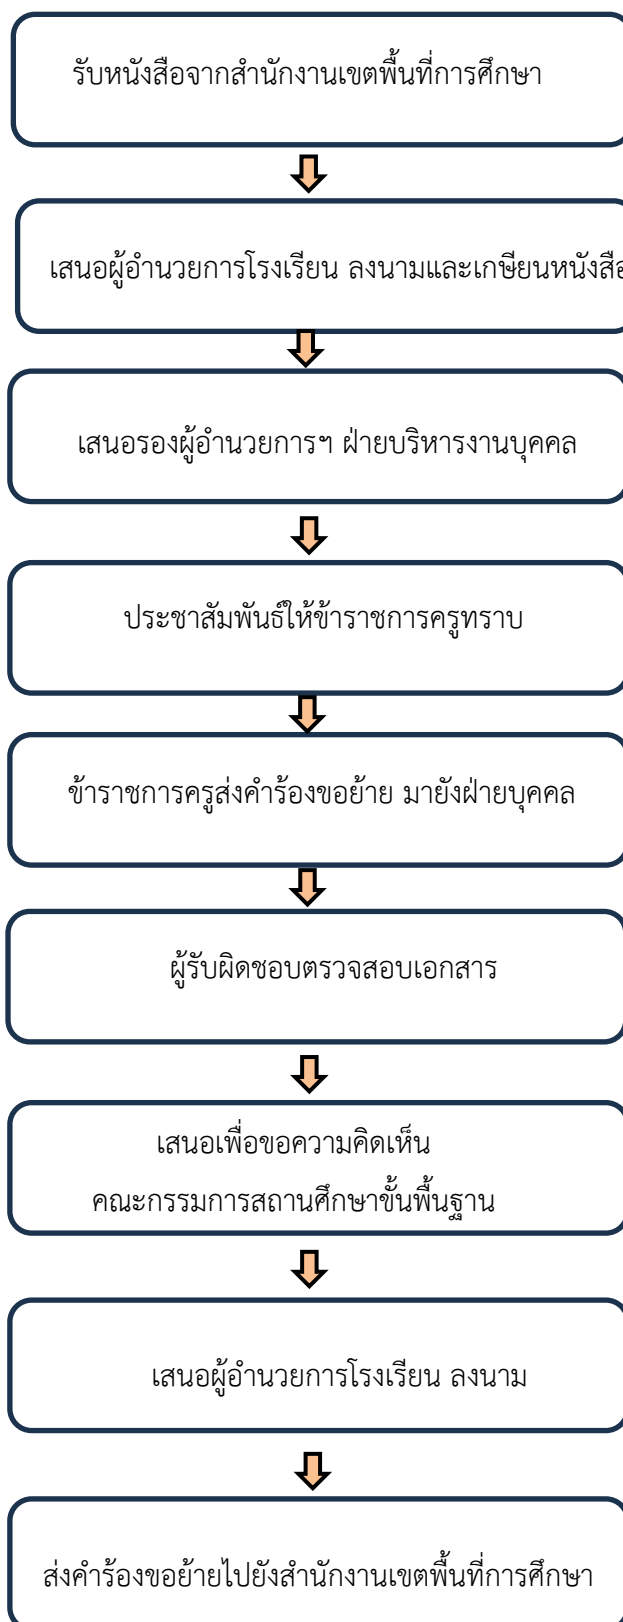 รับหนังสือจากสำนักงานเขตพื้นที่การศึกษา
เสนอผู้อำนวยการโรงเรียน ลงนามและเกษียนหนังสือ
เสนอรองผู้อำนวยการฯ ฝ่ายบริหารงานบุคคล
ประชาสัมพันธ์ให้ข้าราชการครูทราบ
ข้าราชการครูส่งคำร้องขอย้าย มายังฝ่ายบุคคล
ผู้รับผิดชอบตรวจสอบเอกสาร
เสนอเพื่อขอความคิดเห็น
คณะกรรมการสถานศึกษาขั้นพื้นฐาน
เสนอผู้อำนวยการโรงเรียน ลงนาม
ส่งคำร้องขอย้ายไปยังสำนักงานเขตพื้นที่การศึกษา